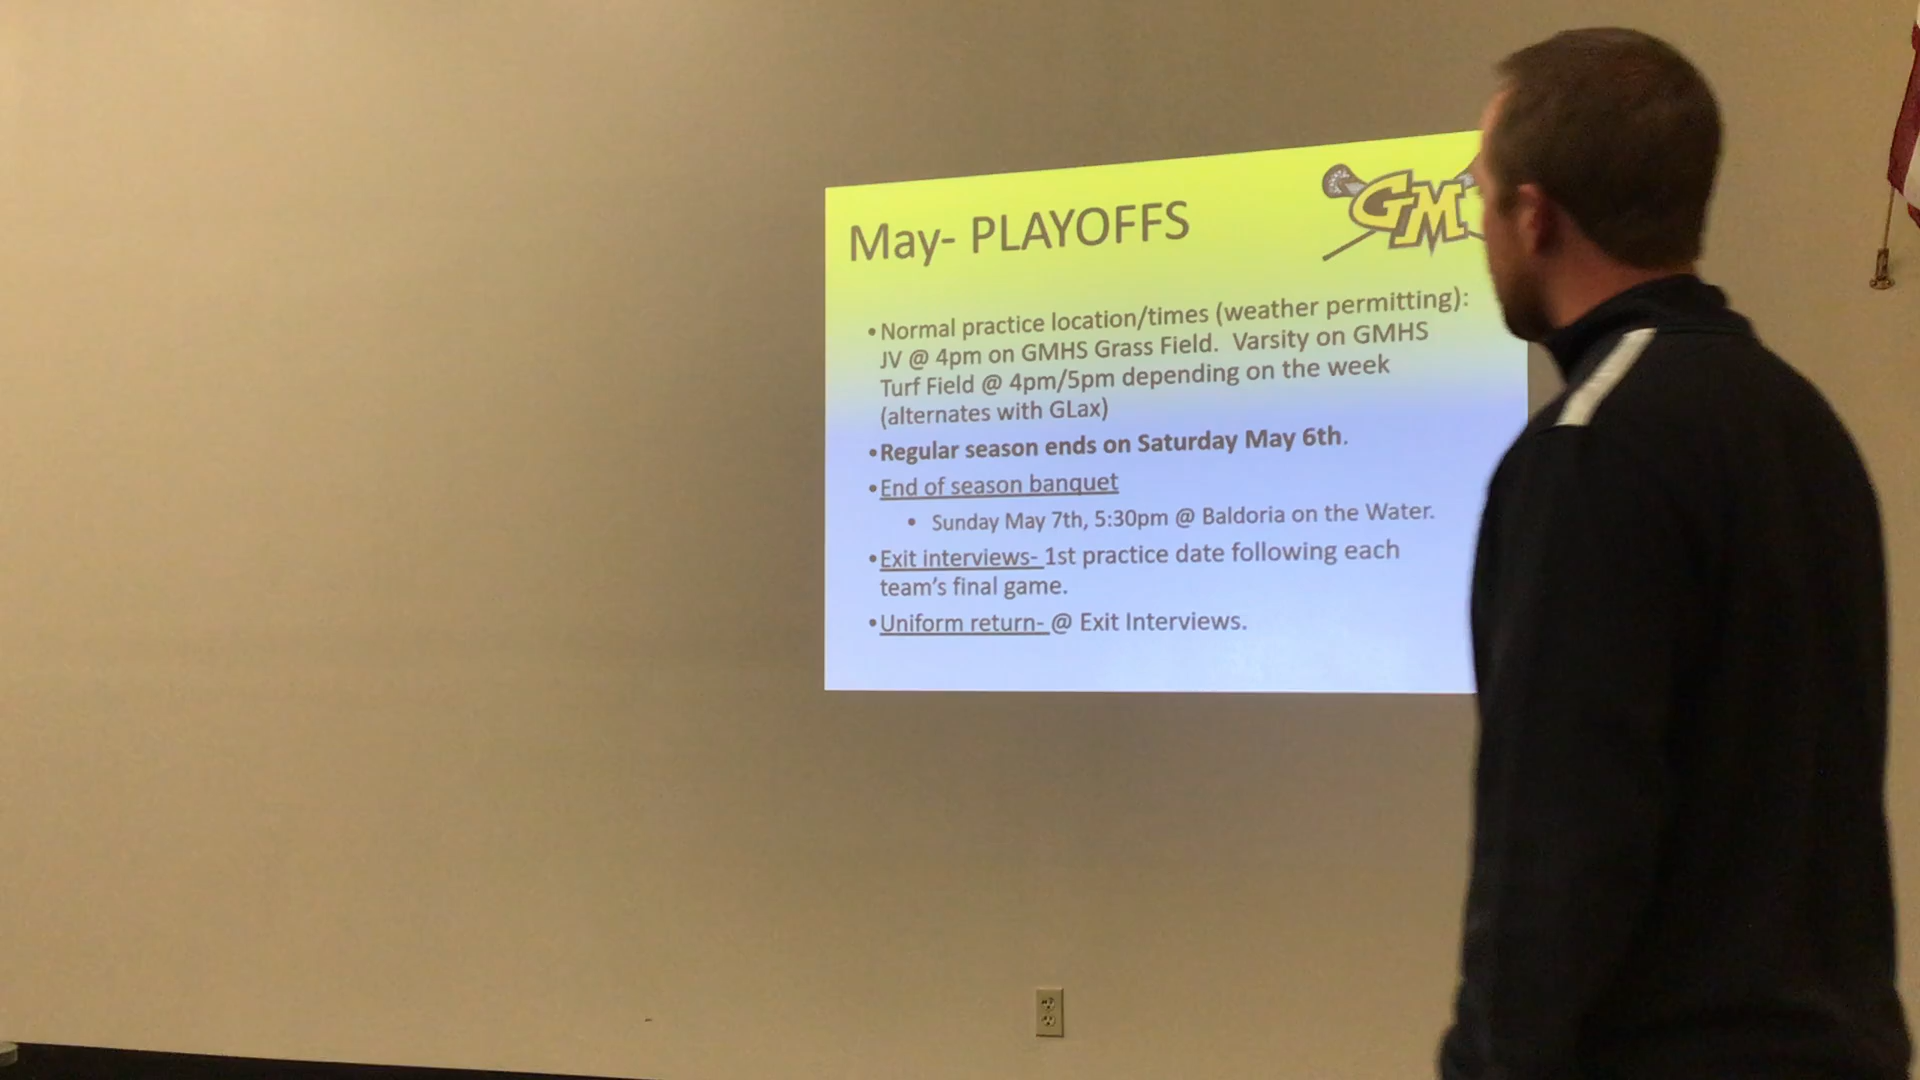 May- PLAYOFFS
GM
•Normal practice location/times (weather permitting):
JV @ 4pm on GMHS Grass Field.  Varsity on GMHS
Turf Field @ 4pm/5pm depending on the week
(alternates with GLax)
•Regular season ends on Saturday May 6th.
•End of season banquet
• Sunday May 7th, 5:30pm @ Baldoria on the Water.
•Exit interviews- 1st practice date following each
team's final game.
•Uniform return- @ Exit Interviews.